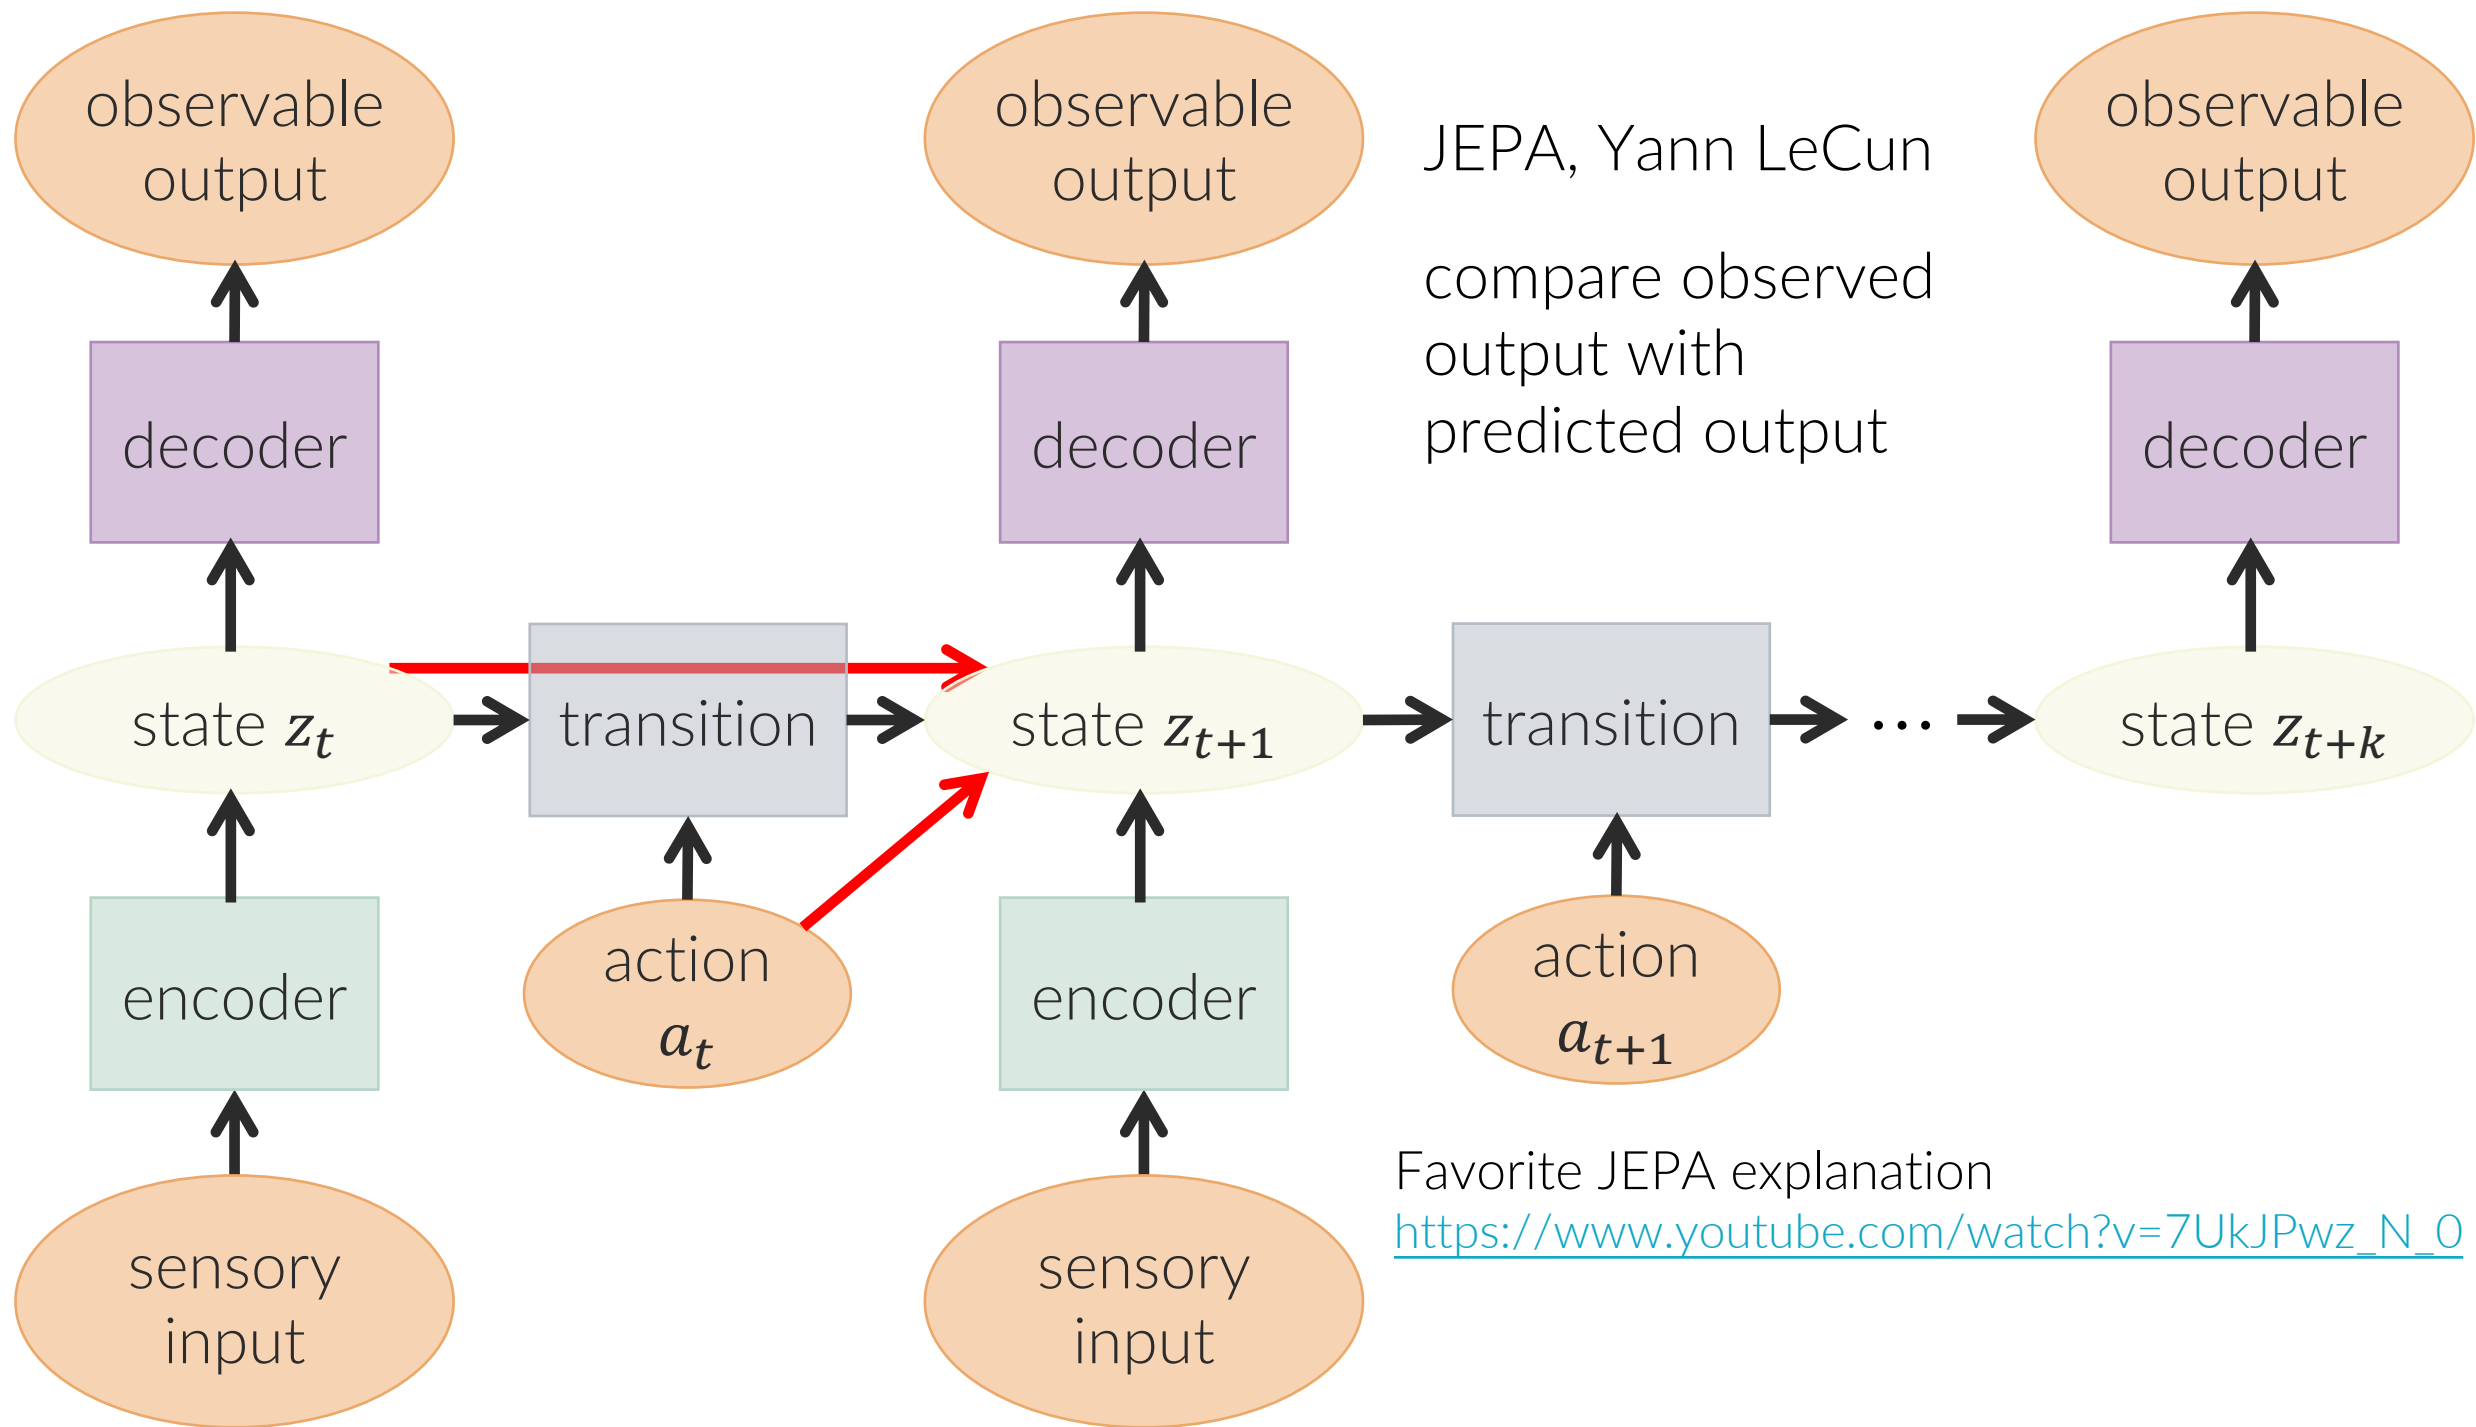 observable
output
observable
output
JEPA, Yann LeCun
observable
output
compare observed
output with
predicted output
decoder
decoder
decoder
state z_t
transition
state z_{t+1}
transition
...
state z_{t+k}
encoder
action
a_t
encoder
action
a_{t+1}
Favorite JEPA explanation
https://www.youtube.com/watch?v=7UkJPwz_N_0
sensory
input
sensory
input